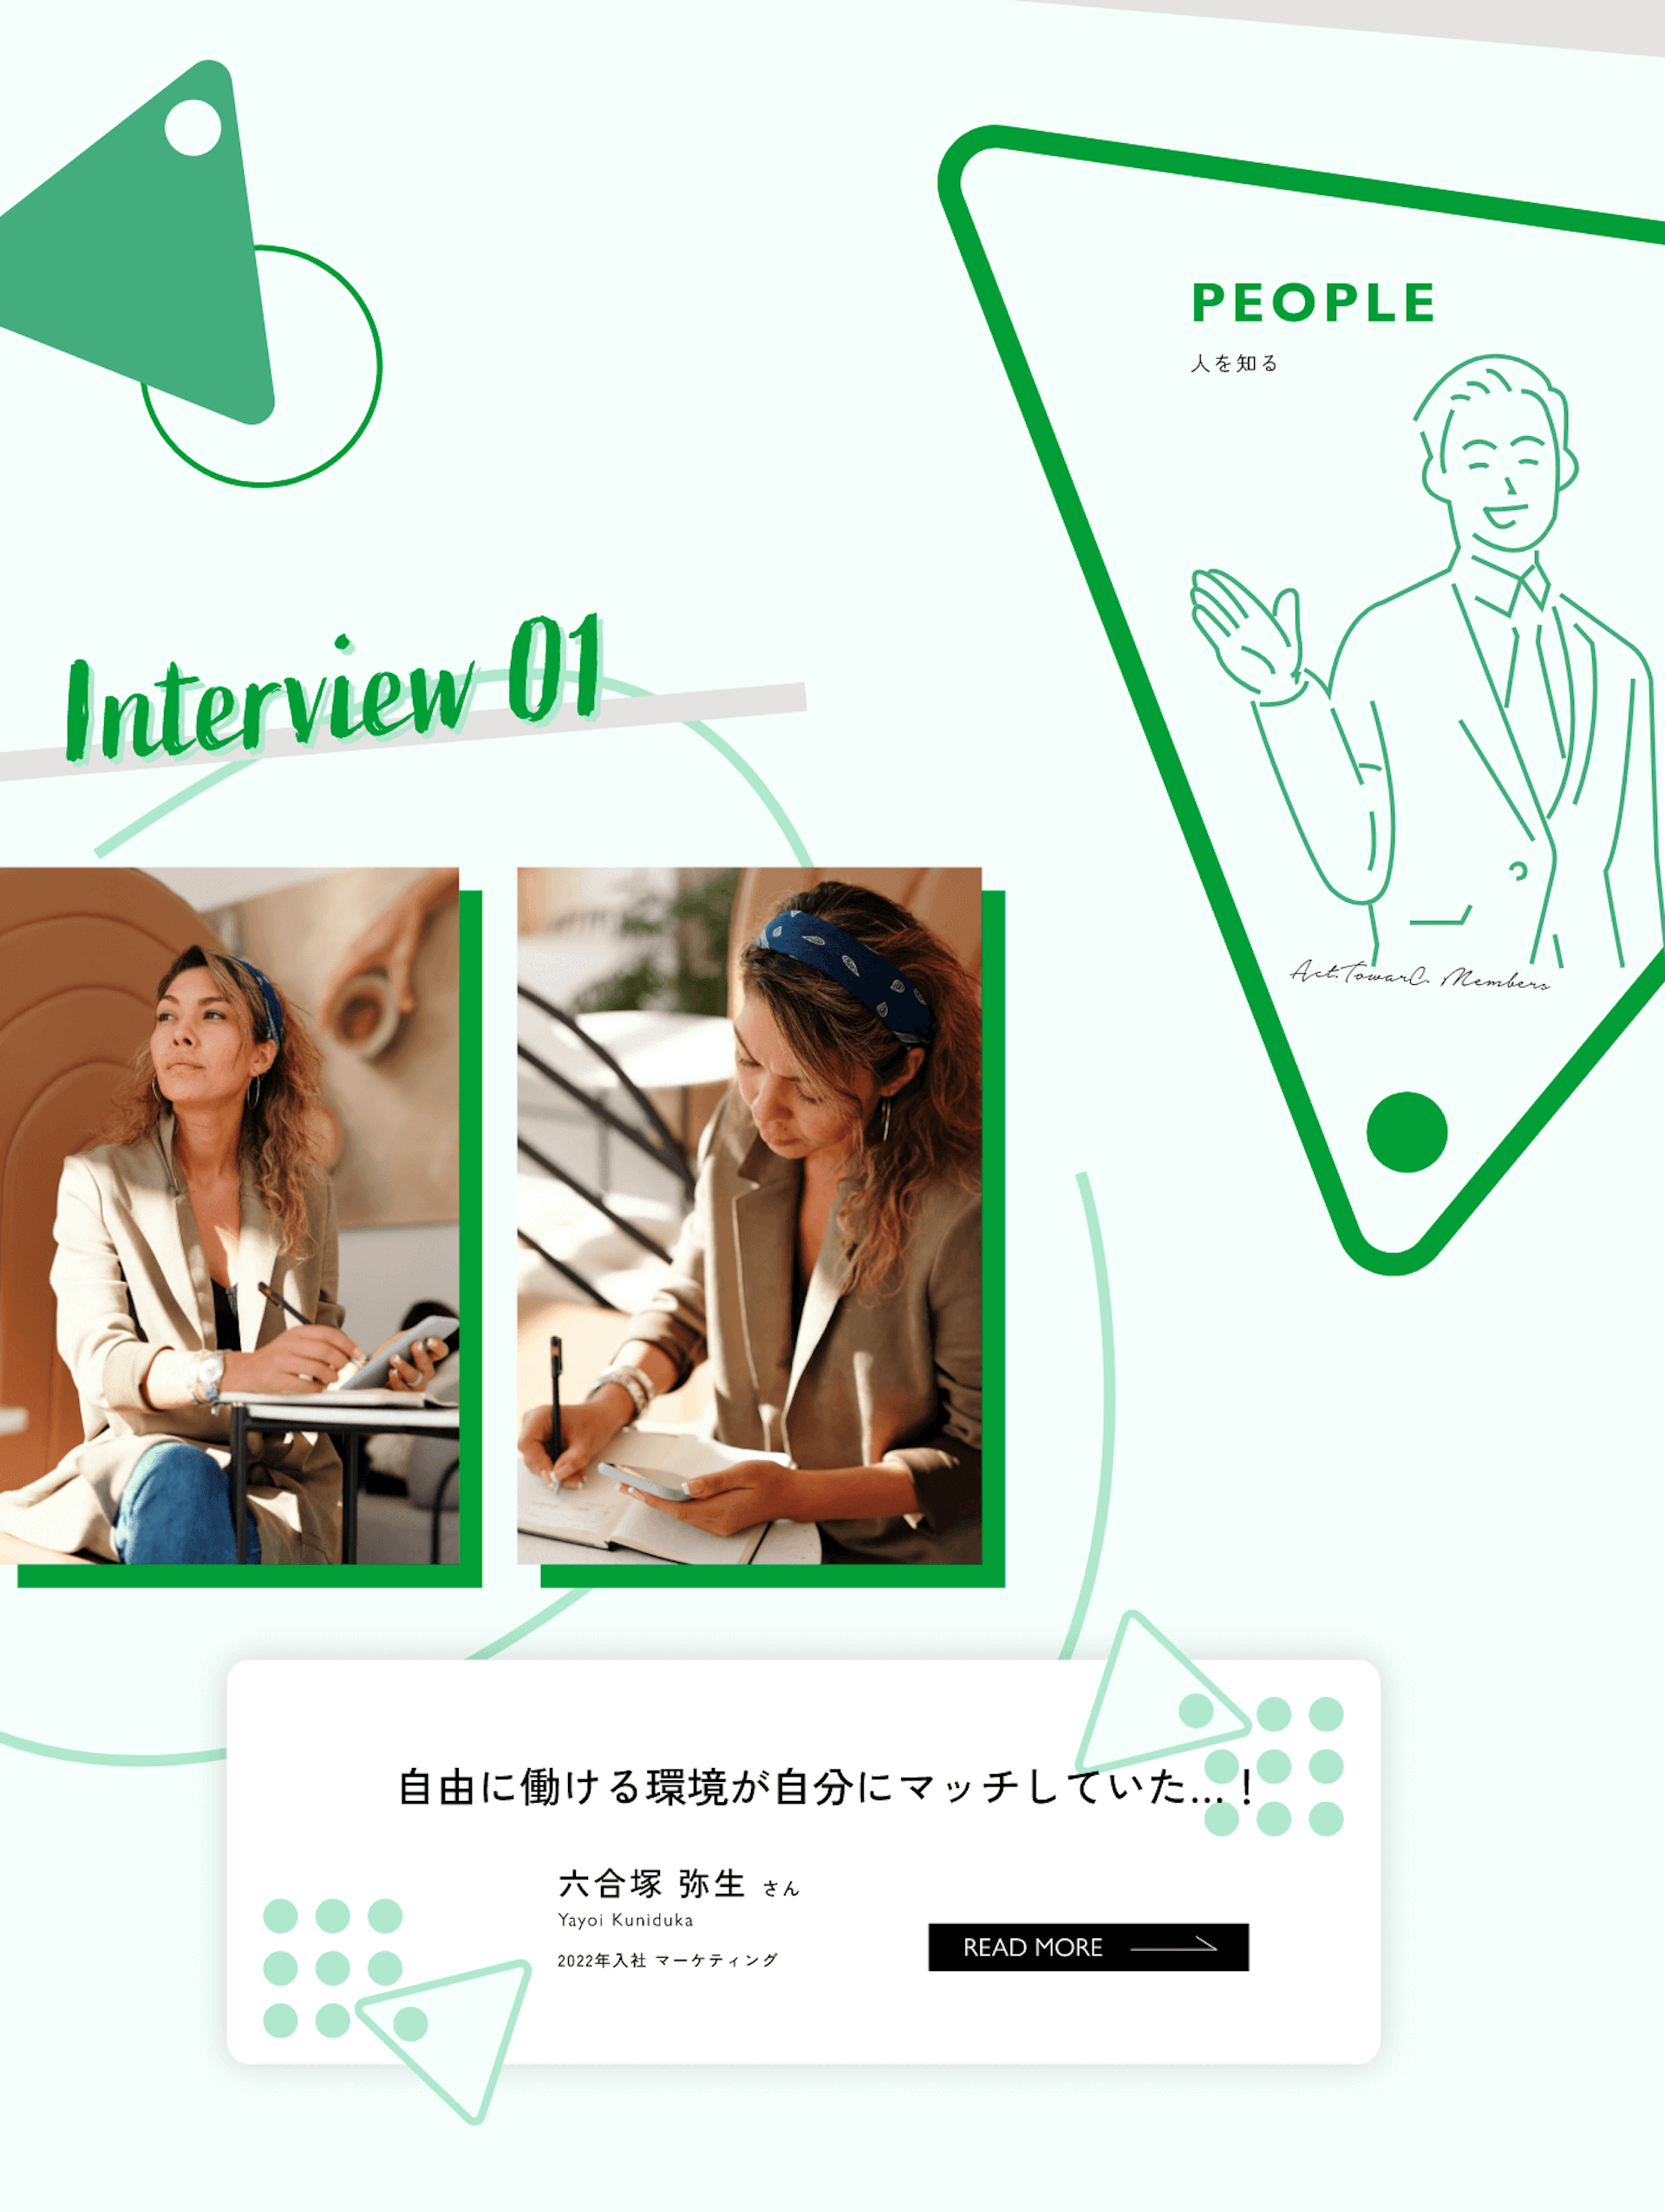 PEOPLE
人を知る
Act.TowarC. Members
Interview 01
自由に働ける環境が自分にマッチしていた...！
六合塚 弥生 さん
Yayoi Kuniduka
2022年入社 マーケティング
READ MORE